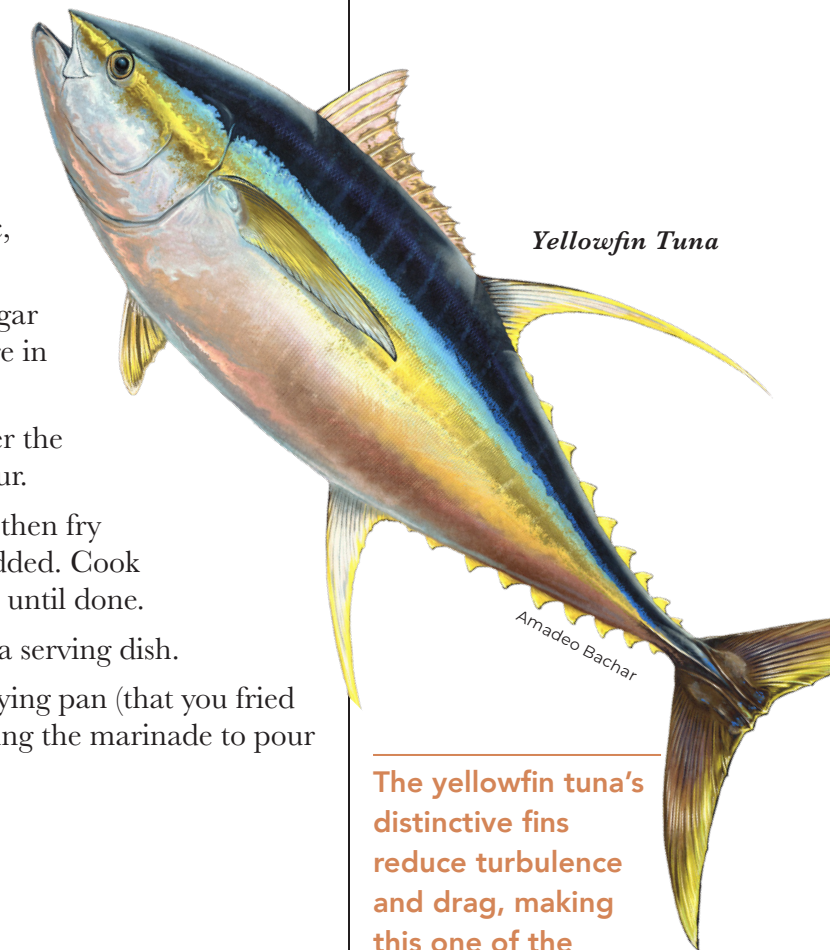 gar
e in
er the
ur.
then fry
dded. Cook
until done.
a serving dish.
ying pan (that you fried
ing the marinade to pour
Yellowfin Tuna
Amadeo Bachar
The yellowfin tuna's
distinctive fins
reduce turbulence
and drag, making
this one of the